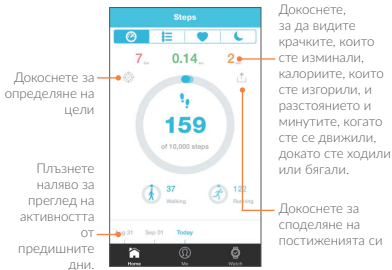 Steps
7
0.14
2
159
of 10,000 steps
37
Walking
122
Running
Aug 31 Sep 01 Today
Home Me Watch
Докоснете за
определяне на
цели
Плъзнете
наляво за
преглед на
активността
от
предишните
дни.
Докоснете,
за да видите
крачките, които
сте изминали,
калориите, които
сте изгорили, и
разстоянието и
минутите, когато
сте се движили,
докато сте ходили
или бягали.
Докоснете за
споделяне на
постиженията си